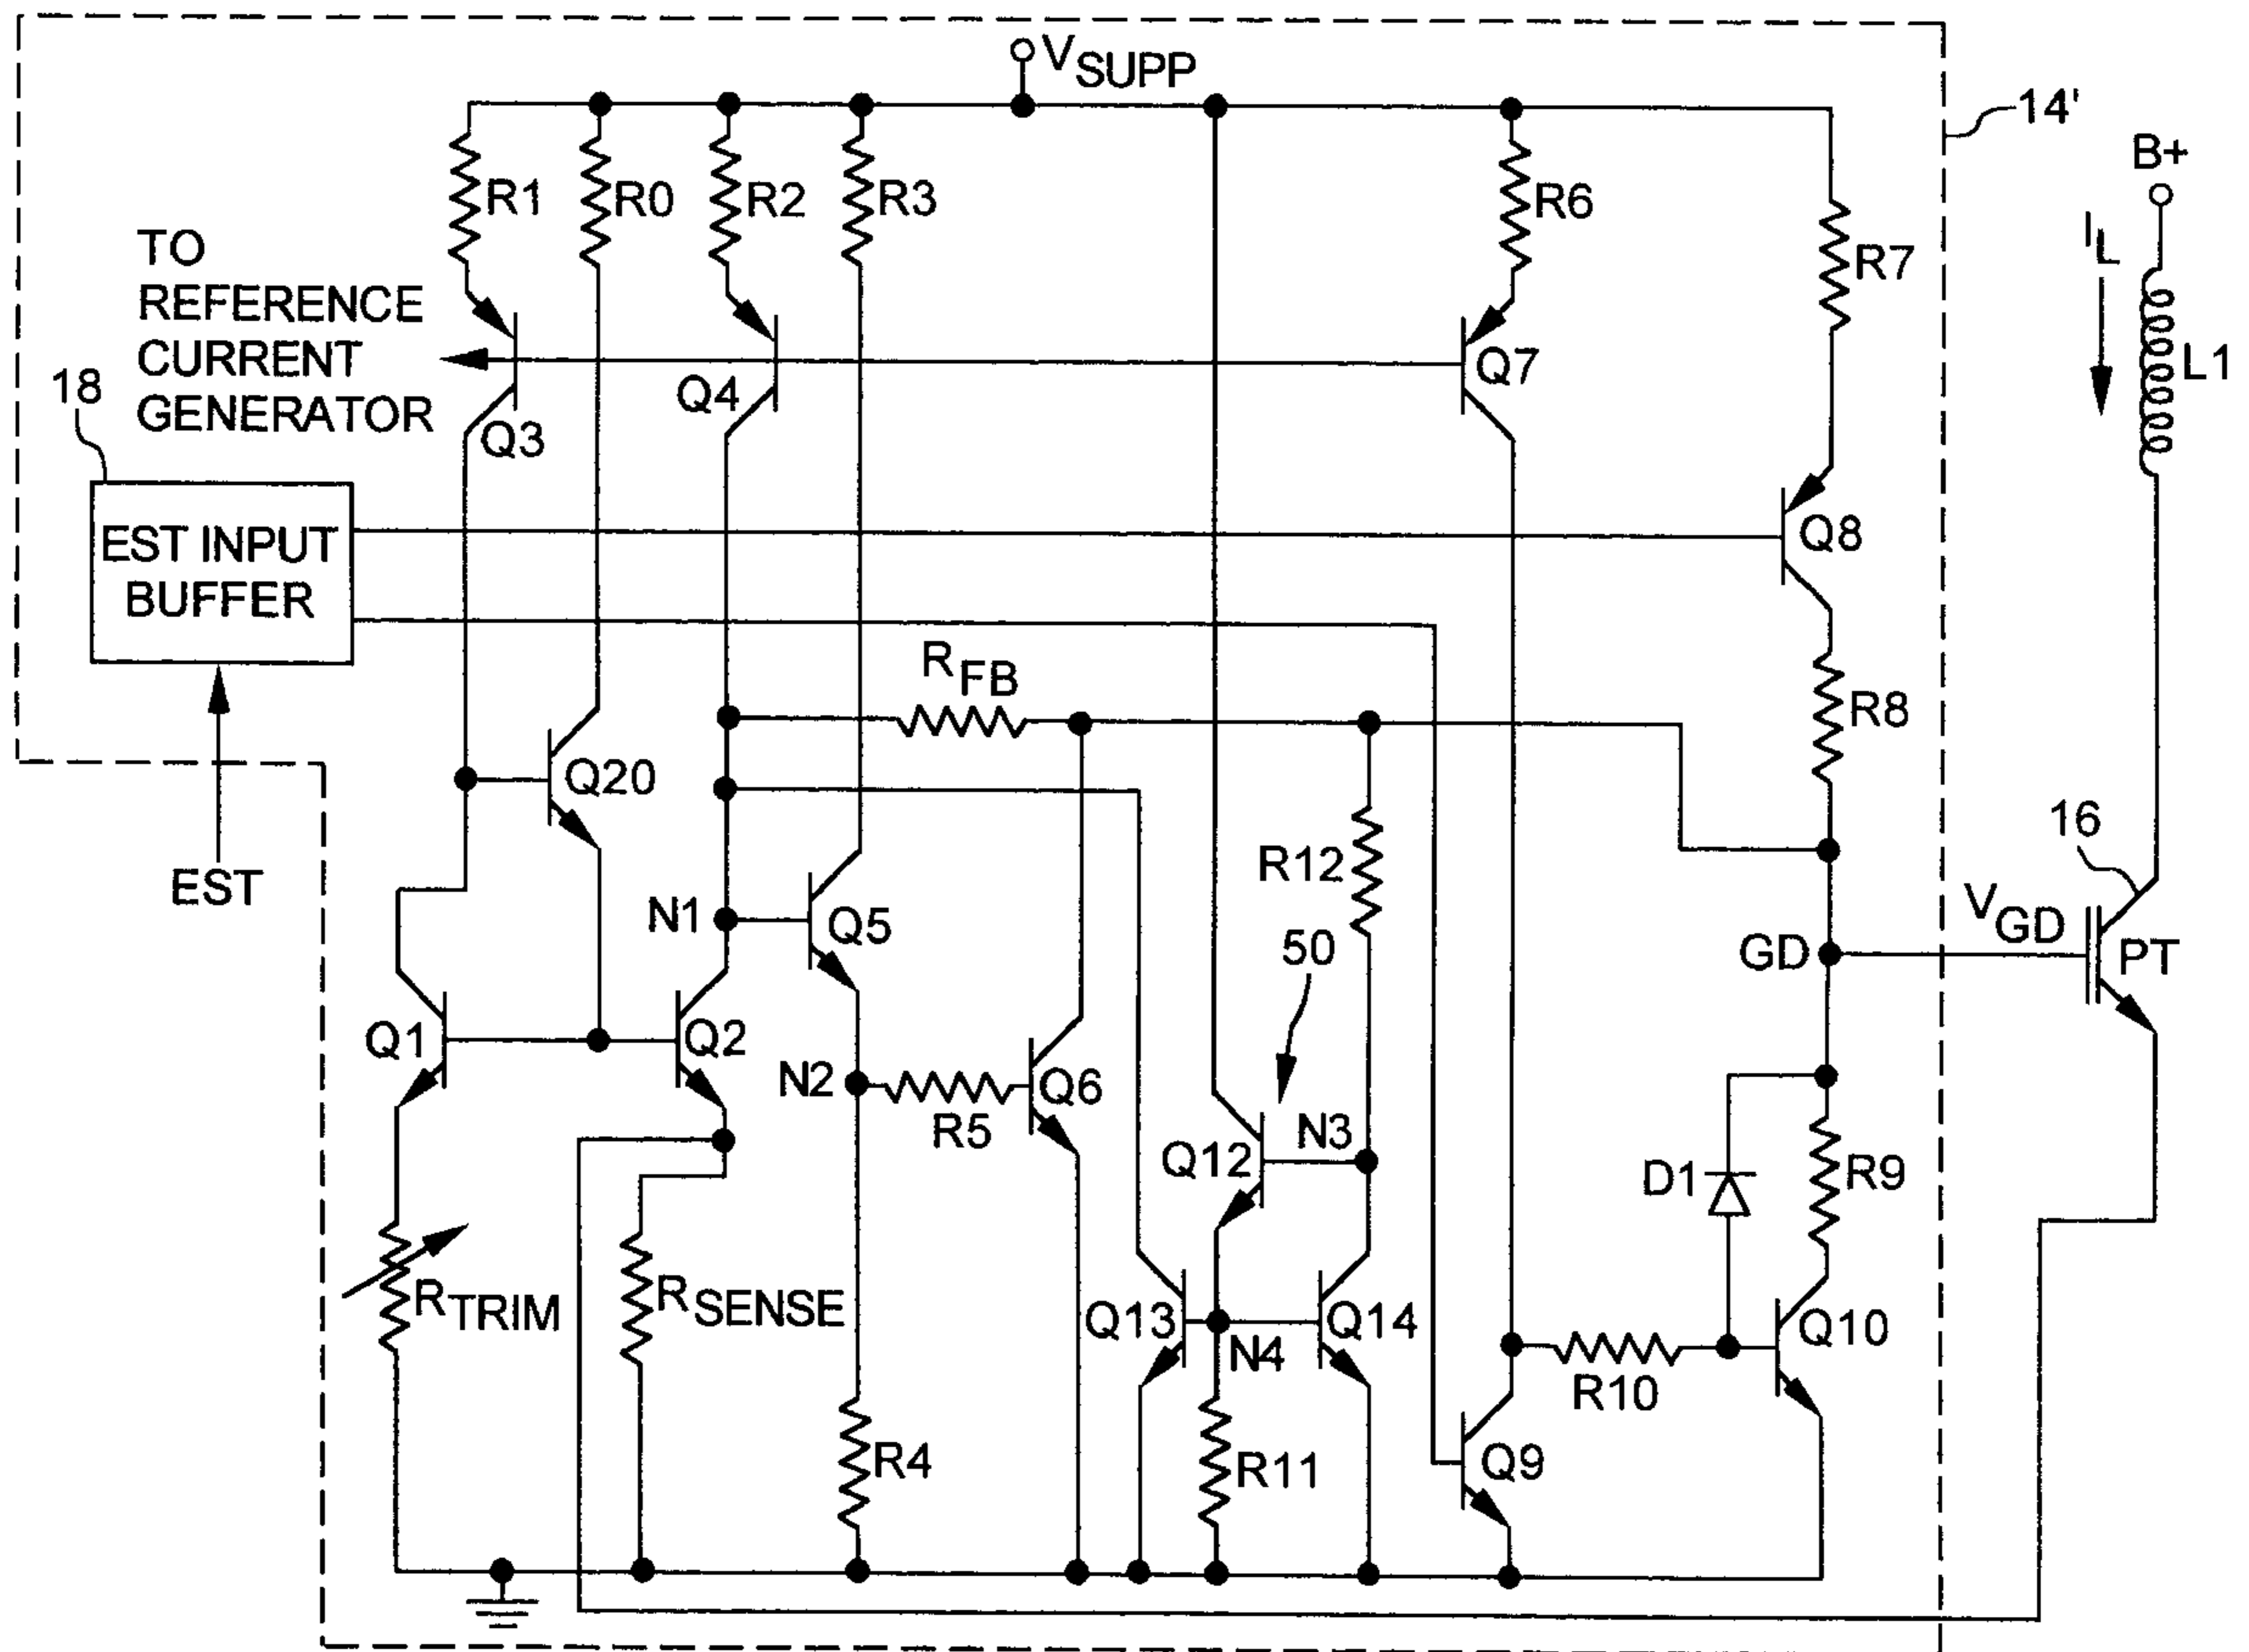 VSUPP
14'
B+
R1
R0
R2
R3
R6
R7
IL
L1
TO
REFERENCE
CURRENT
GENERATOR
Q3
Q4
Q7
18
EST INPUT
BUFFER
Q8
EST
RFB
R8
Q20
16
R12
N1
Q5
50
VGD
GD
PT
Q1
Q2
N2
R5
Q6
Q12
N3
D1
R9
RTRIM
RSENSE
Q13
N4
Q14
Q10
R10
R4
R11
Q9